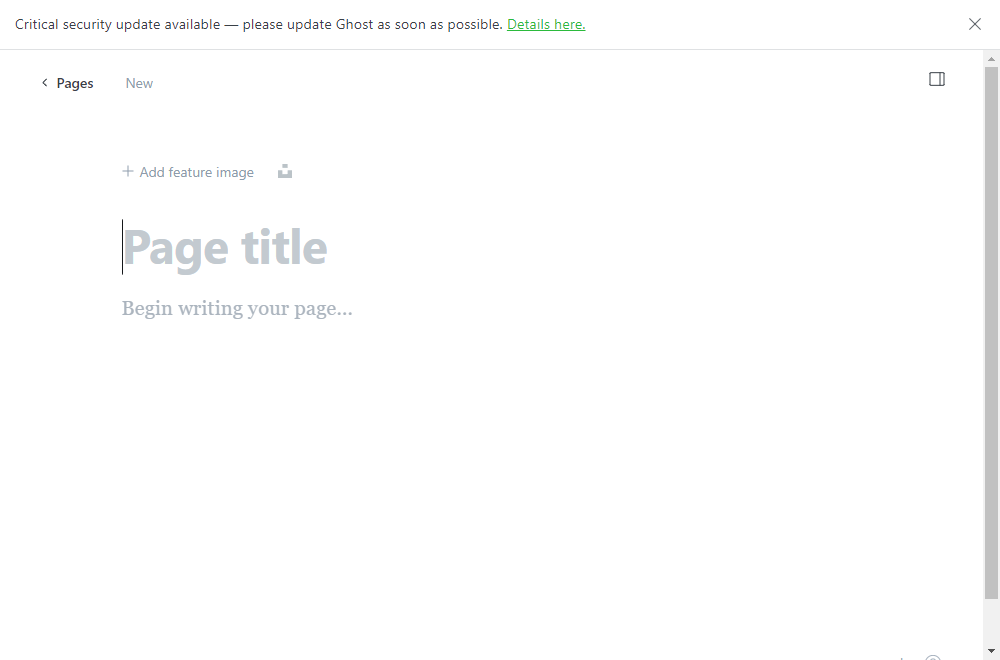 Critical security update available — please update Ghost as soon as possible. Details here.
Pages New
Add feature image
Page title
Begin writing your page...